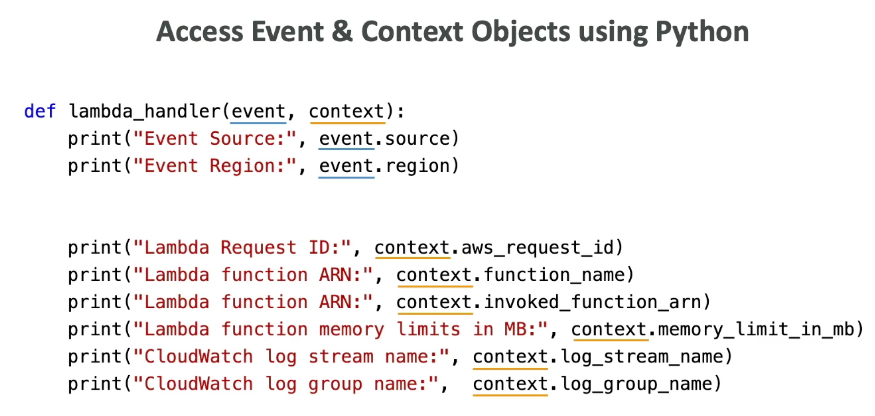 Access Event & Context Objects using Python
def lambda_handler(event, context):
print("Event Source:", event.source)
print("Event Region:", event.region)
print("Lambda Request ID:", context.aws_request_id)
print("Lambda function ARN:", context.function_name)
print("Lambda function ARN:", context.invoked_function_arn)
print("Lambda function memory limits in MB:", context.memory_limit_in_mb)
print("CloudWatch log stream name:", context.log_stream_name)
print("CloudWatch log group name:",  context.log_group_name)